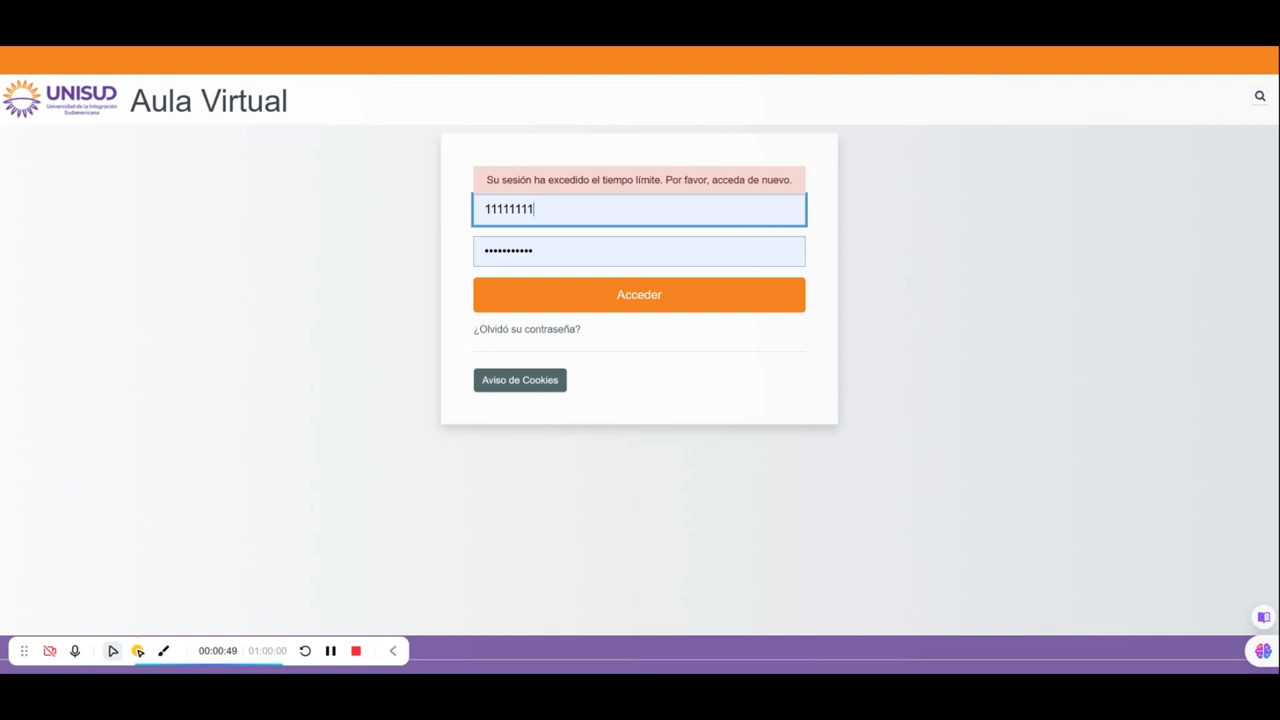 UNISUD
Universidad de la Integración
Sudamericana
Aula Virtual
Su sesión ha excedido el tiempo límite. Por favor, acceda de nuevo.
11111111
•••••••••••
Acceder
¿Olvidó su contraseña?
Aviso de Cookies
00:00:49 01:00:00